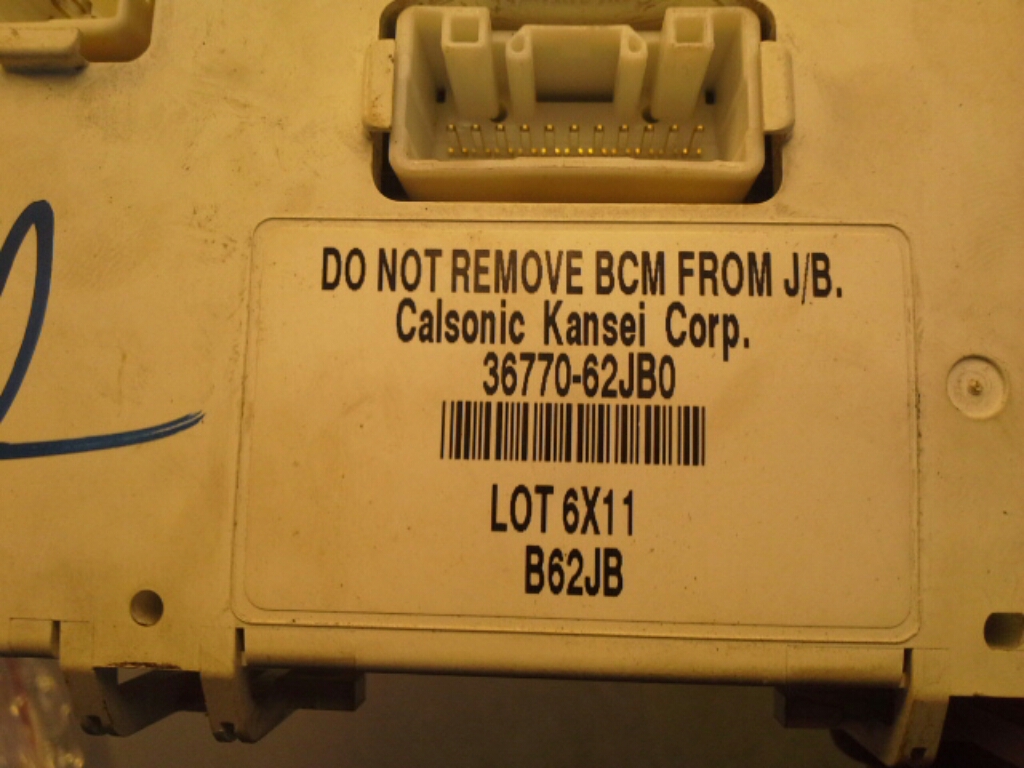 DO NOT REMOVE BCM FROM J/B.
Calsonic Kansei Corp.
36770-62JB0
LOT 6X11
B62JB